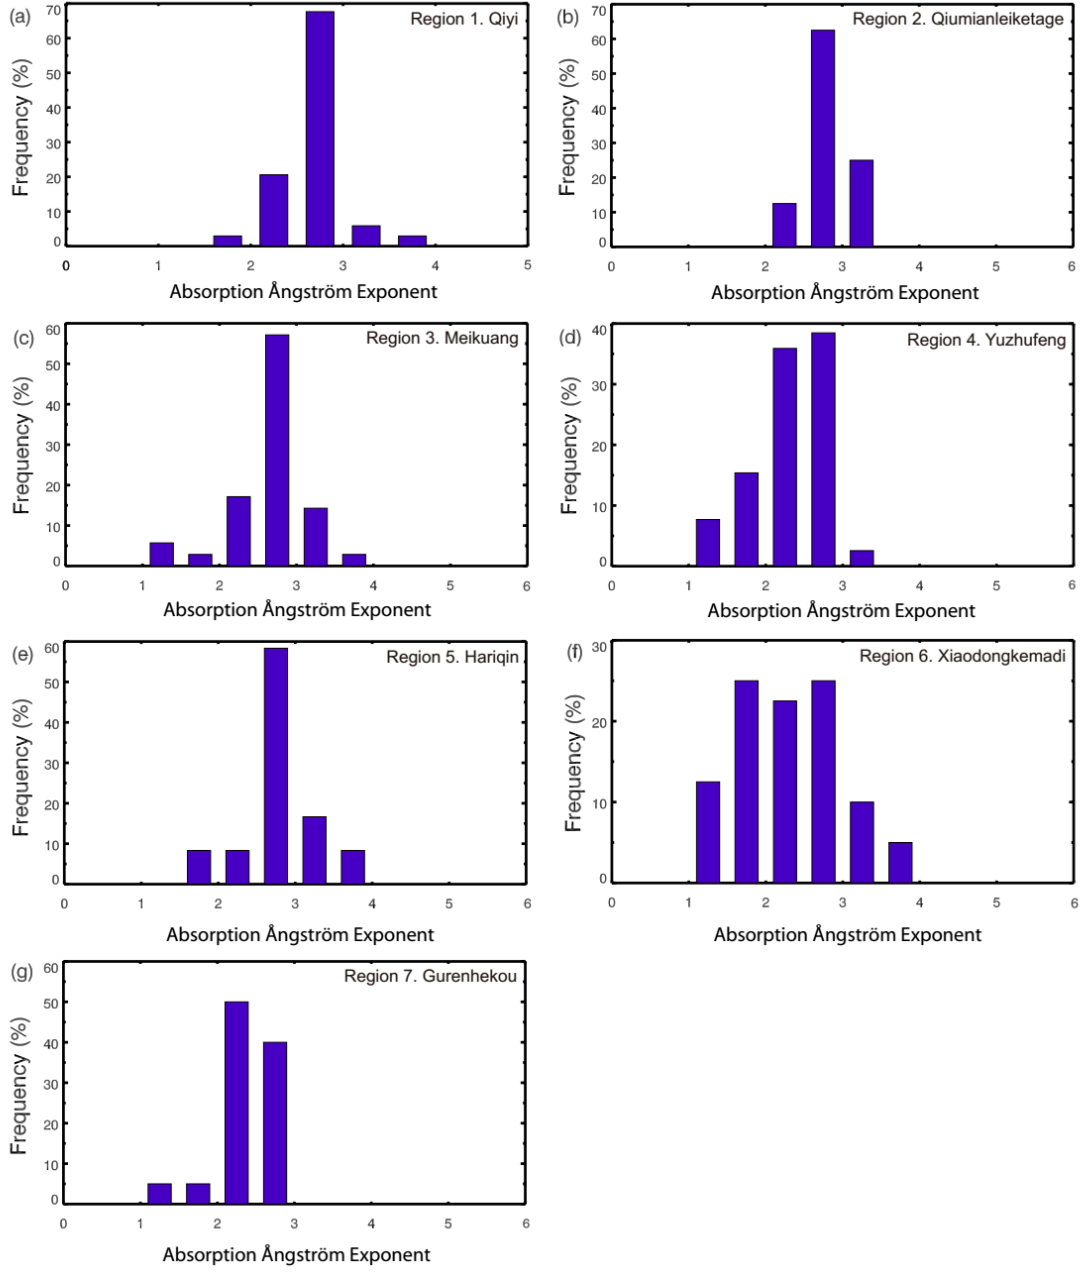 (a)
Region 1. Qiyi
Frequency (%)
70
60
50
40
30
20
10
0
0 1 2 3 4 5
Absorption Ångström Exponent
(b)
Region 2. Qiumianleiketage
Frequency (%)
70
60
50
40
30
20
10
0
0 1 2 3 4 5 6
Absorption Ångström Exponent
(c)
Region 3. Meikuang
Frequency (%)
60
50
40
30
20
10
0
0 1 2 3 4 5 6
Absorption Ångström Exponent
(d)
Region 4. Yuzhufeng
Frequency (%)
40
30
20
10
0
0 1 2 3 4 5 6
Absorption Ångström Exponent
(e)
Region 5. Hariqin
Frequency (%)
60
50
40
30
20
10
0
0 1 2 3 4 5 6
Absorption Ångström Exponent
(f)
Region 6. Xiaodongkemadi
Frequency (%)
30
20
10
0
0 1 2 3 4 5 6
Absorption Ångström Exponent
(g)
Region 7. Gurenhekou
Frequency (%)
60
50
40
30
20
10
0
0 1 2 3 4 5 6
Absorption Ångström Exponent